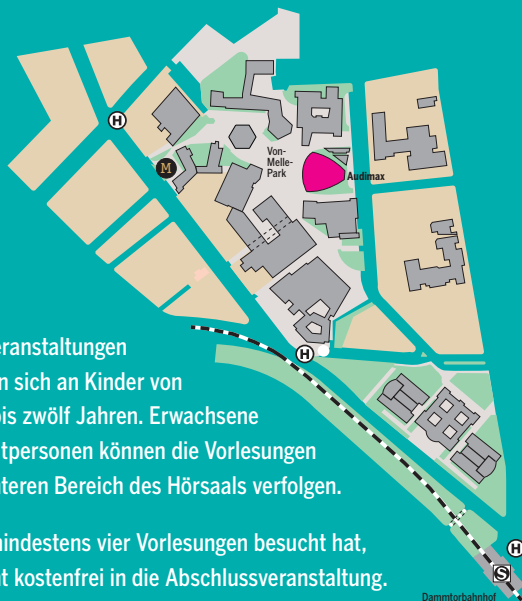 H
M
Von-
Melle-
Park
Audimax
H
eranstaltungen
n sich an Kinder von
bis zwölf Jahren. Erwachsene
tpersonen können die Vorlesungen
nteren Bereich des Hörsaals verfolgen.
mindestens vier Vorlesungen besucht hat,
t kostenfrei in die Abschlussveranstaltung.
H
S
Dammtorbahnhof